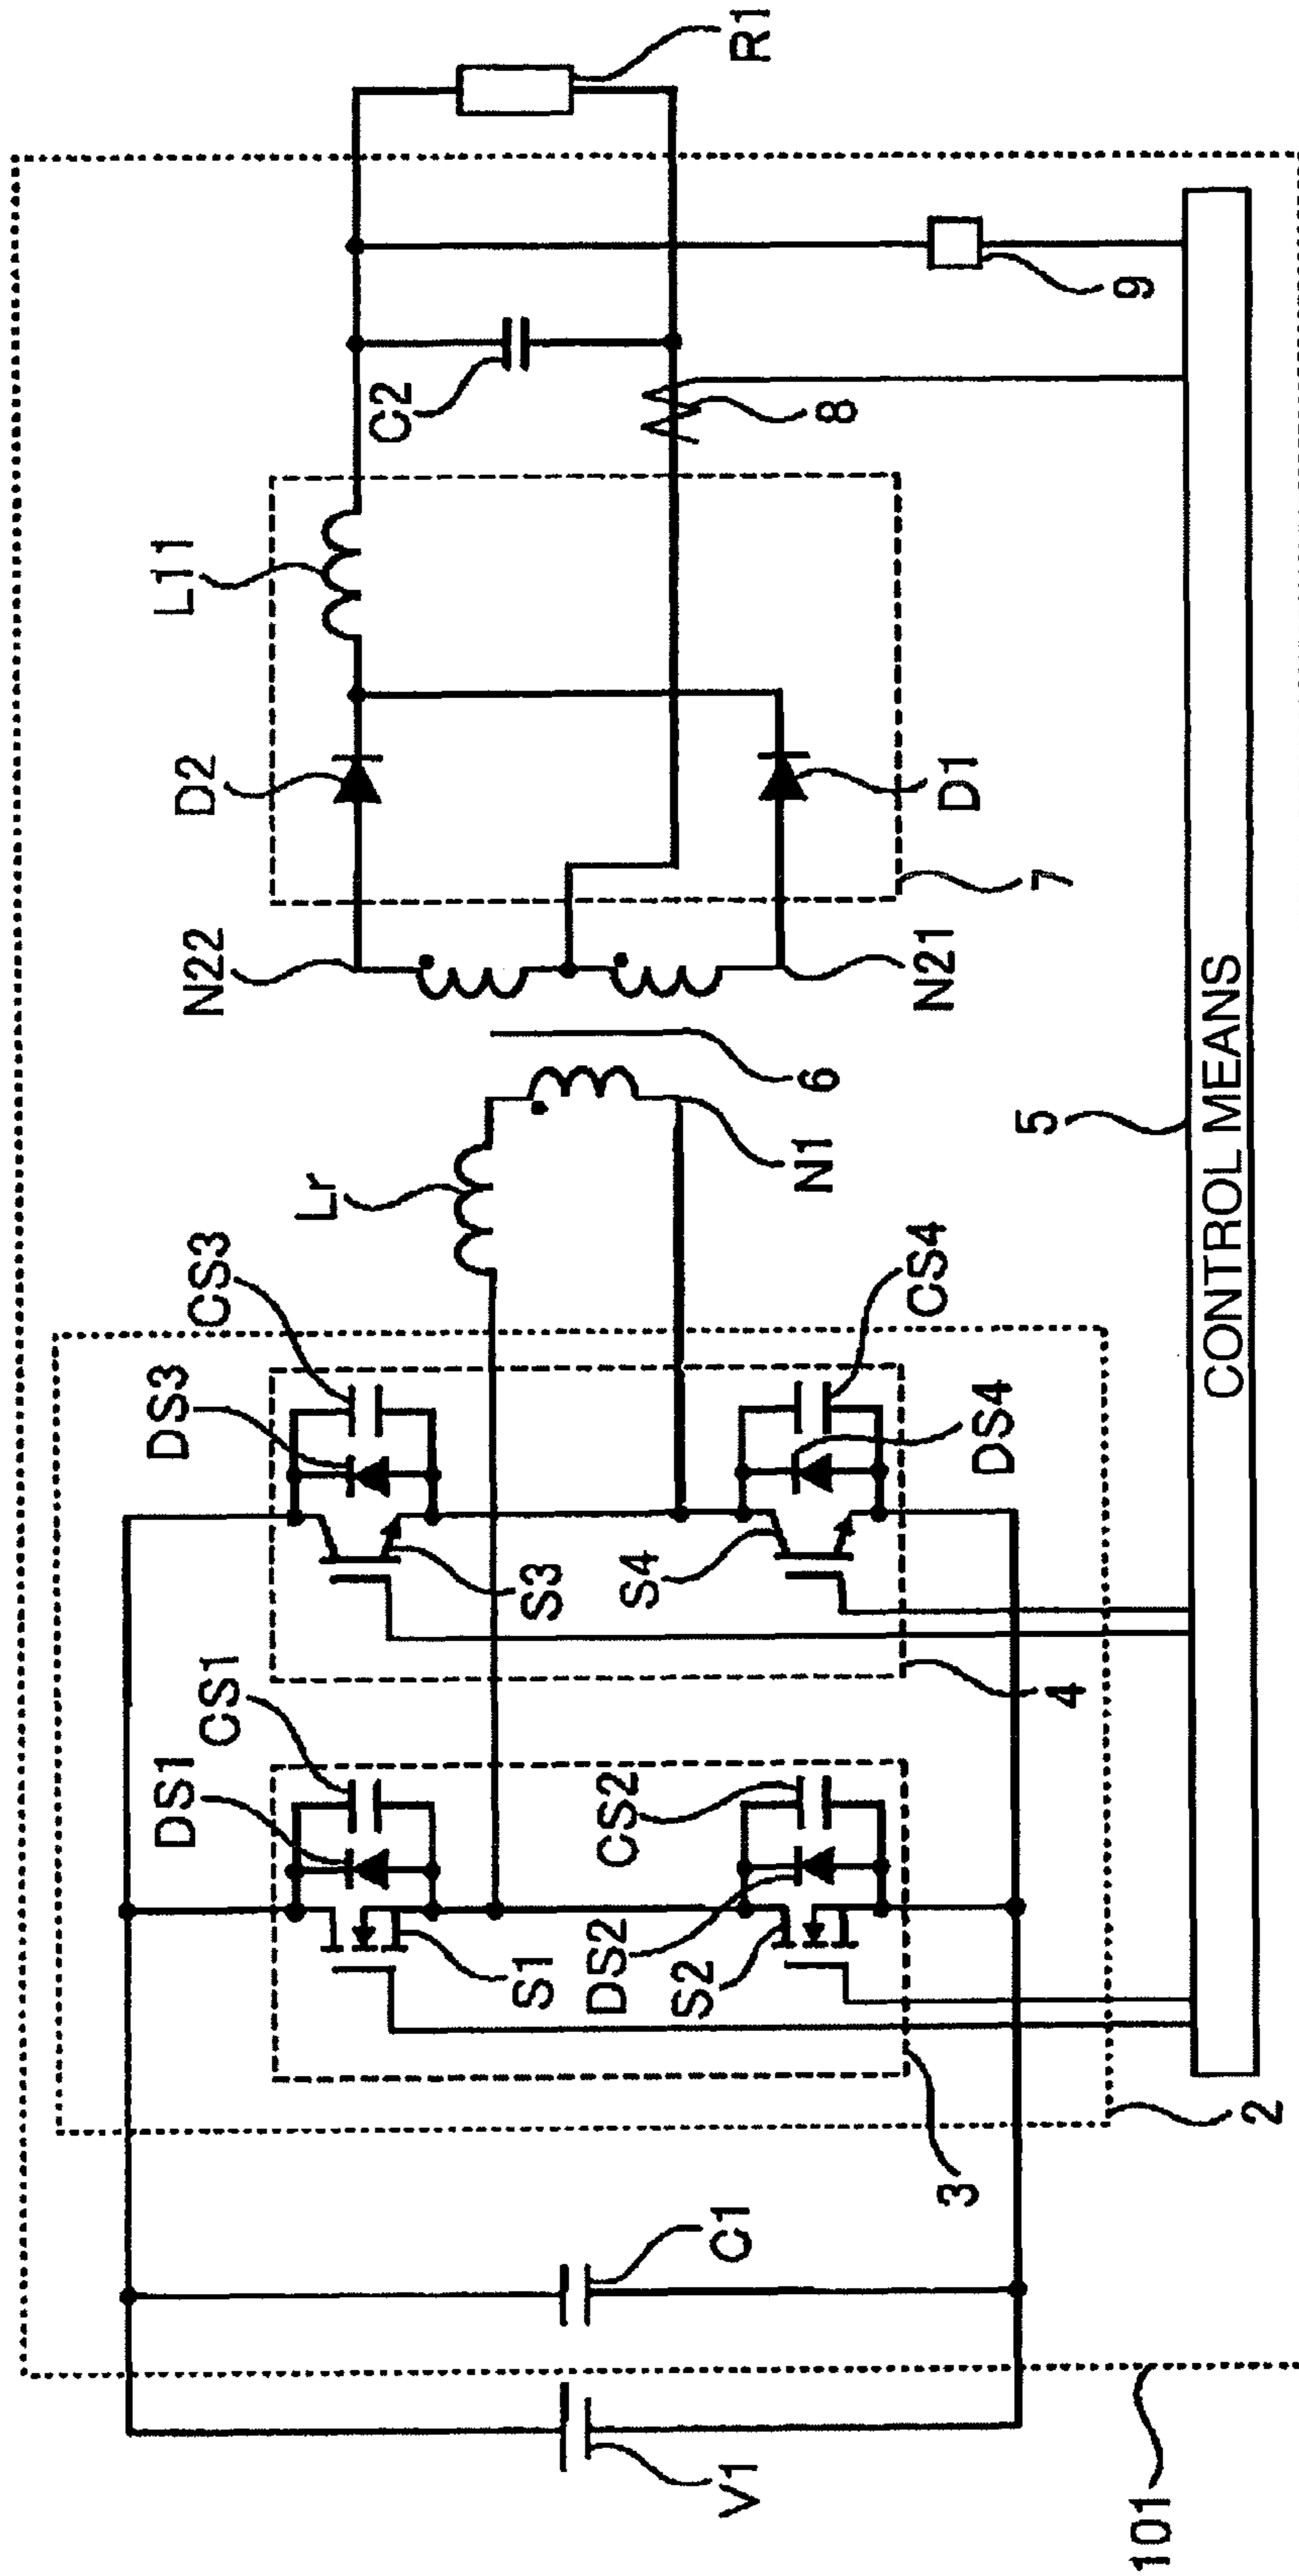 101
V1
C1
2
3
DS1
CS1
S1
DS2
S2
CS2
4
DS3
CS3
S3
S4
DS4
CS4
5
CONTROL MEANS
Lr
N1
6
N22
N21
7
D2
D1
L11
C2
8
9
R1